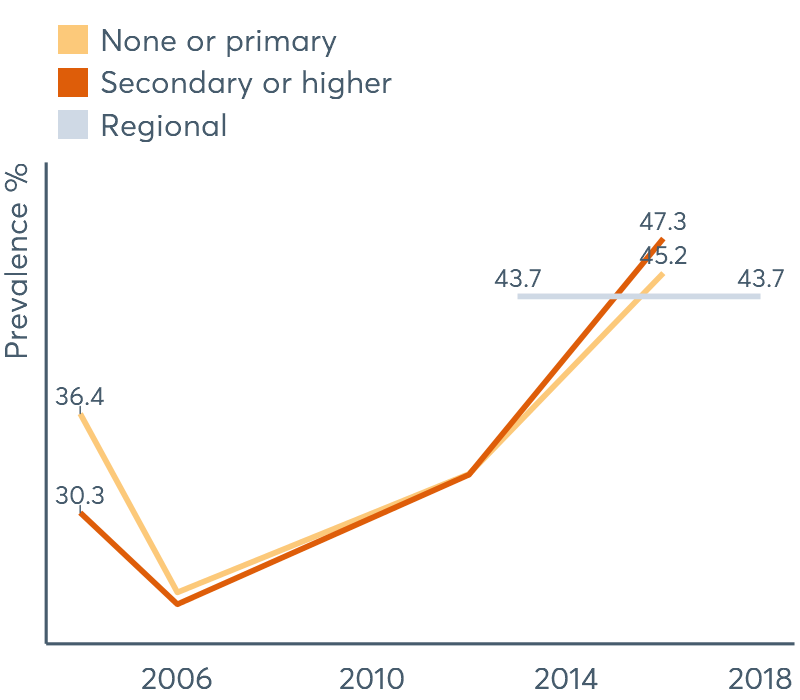 None or primary
Secondary or higher
Regional
Prevalence %
47.3
45.2
43.7
43.7
36.4
30.3
2006
2010
2014
2018